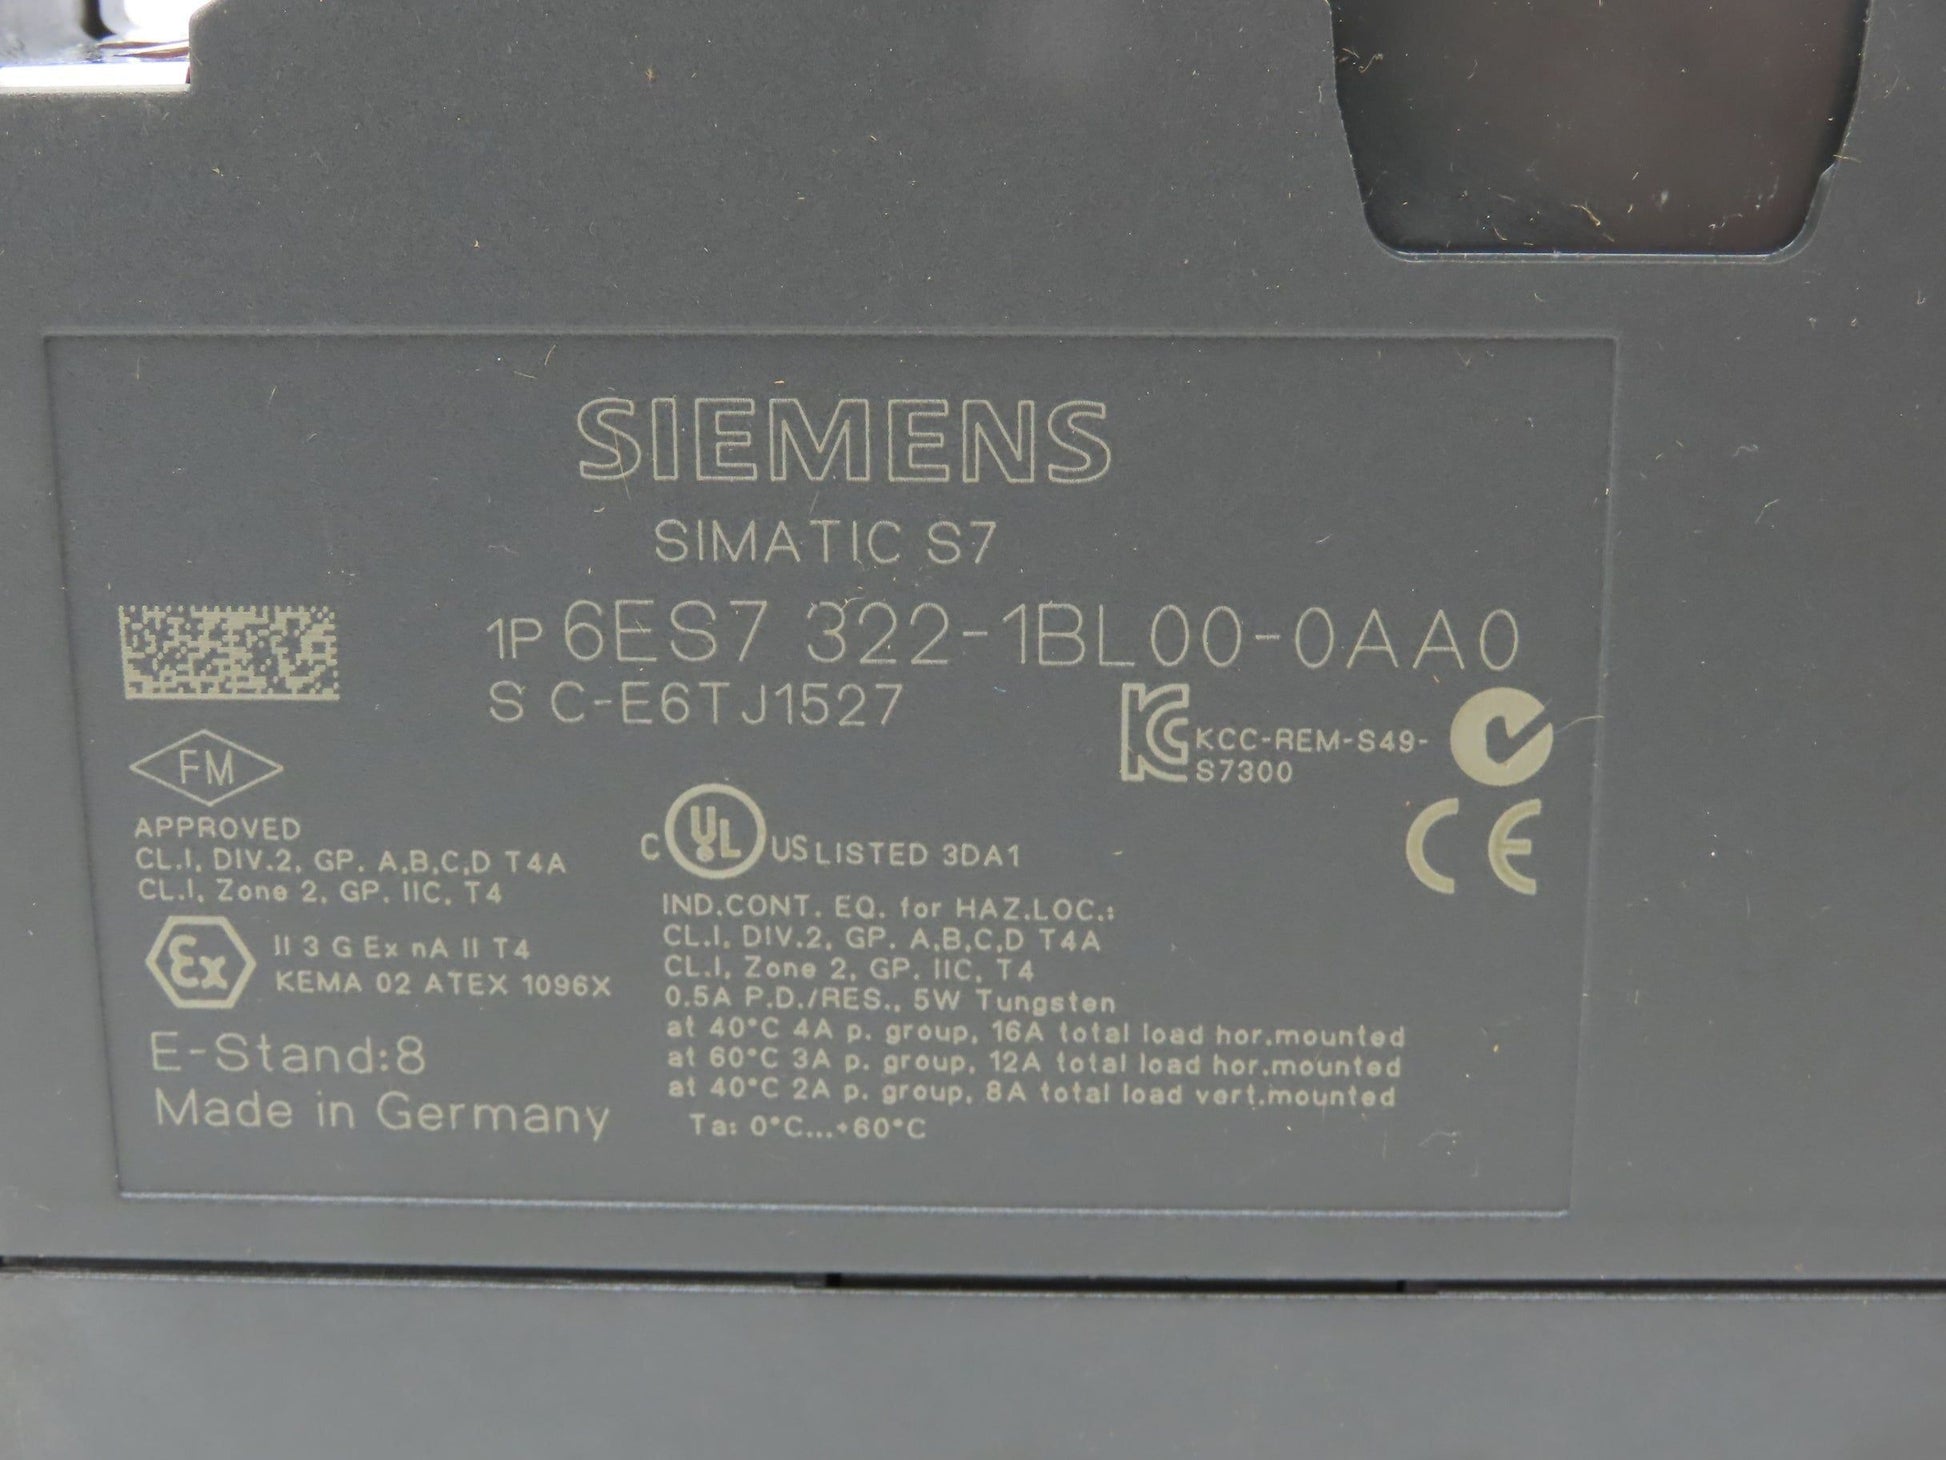 SIEMENS
SIMATIC S7
1P 6ES7 322-1BL00-0AA0
S C-E6TJ1527
KCC-REM-S49-
S7300
FM
APPROVED
CL.I, DIV.2, GP. A,B,C,D T4A
CL.I, Zone 2, GP. IIC, T4
Ex
II 3 G Ex nA II T4
KEMA 02 ATEX 1096X
E-Stand:8
Made in Germany
C UL US LISTED 3DA1
IND.CONT. EQ. for HAZ.LOC.:
CL.I, DIV.2, GP. A,B,C,D T4A
CL.I, Zone 2, GP. IIC, T4
0.5A P.D./RES., 5W Tungsten
at 40°C 4A p. group, 16A total load hor.mounted
at 60°C 3A p. group, 12A total load hor.mounted
at 40°C 2A p. group, 8A total load vert.mounted
Ta: 0°C...+60°C
CE